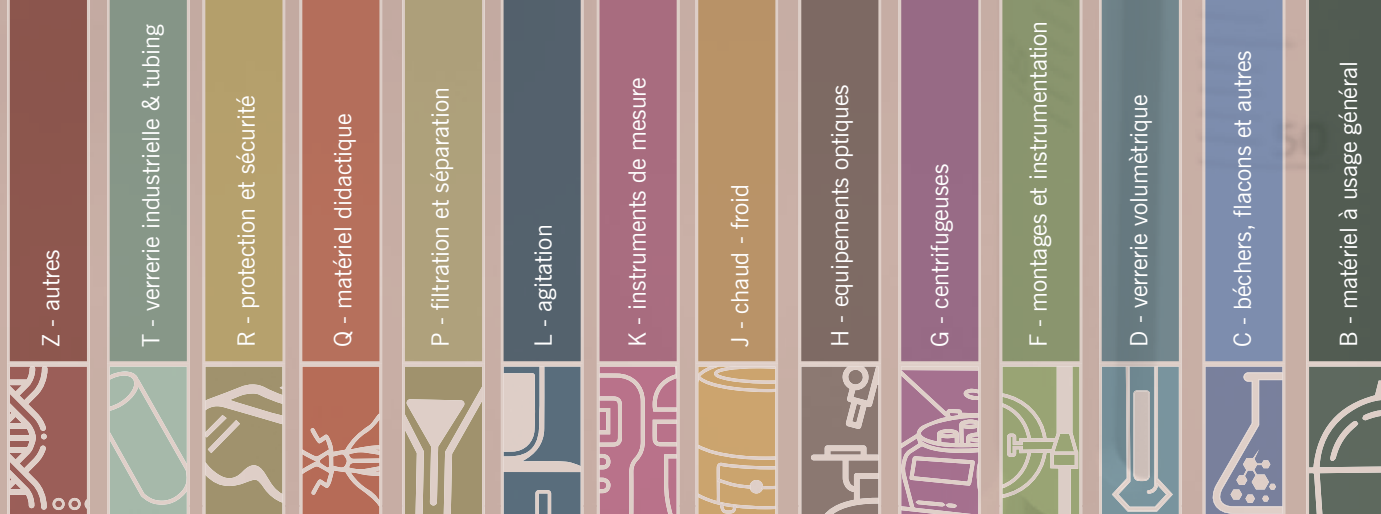 Z - autres
T - verrerie industrielle & tubing
R - protection et sécurité
Q - matériel didactique
P - filtration et séparation
L - agitation
K - instruments de mesure
J - chaud - froid
H - equipements optiques
G - centrifugeuses
F - montages et instrumentation
D - verrerie volumètrique
C - béchers, flacons et autres
B - matériel à usage général
50